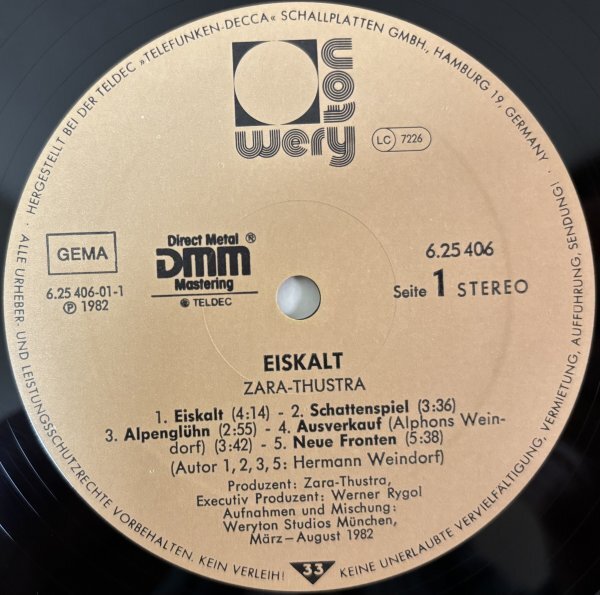 HERGESTELLT BEI DER TELDEC »TELEFUNKEN-DECCA« SCHALLPLATTEN GMBH, HAMBURG 19, GERMANY ·
weryton
LC 7226
GEMA
6.25 406-01-1
Ⓟ 1982
Direct Metal ®
DMM
Mastering
© TELDEC
6.25 406
Seite 1 STEREO
EISKALT
ZARA-THUSTRA
1. Eiskalt (4:14) - 2. Schattenspiel (3:36)
3. Alpenglühn (2:55) - 4. Ausverkauf (Alphons Wein-
dorf) (3:42) - 5. Neue Fronten (5:38)
(Autor 1, 2, 3, 5: Hermann Weindorf)
Produzent: Zara-Thustra,
Executiv Produzent: Werner Rygol
Aufnahmen und Mischung:
Weryton Studios München,
März – August 1982
· ALLE URHEBER- UND LEISTUNGSSCHUTZRECHTE VORBEHALTEN. KEIN VERLEIH!
33
KEINE UNERLAUBTE VERVIELFÄLTIGUNG, VERMIETUNG, AUFFÜHRUNG, SENDUNG!